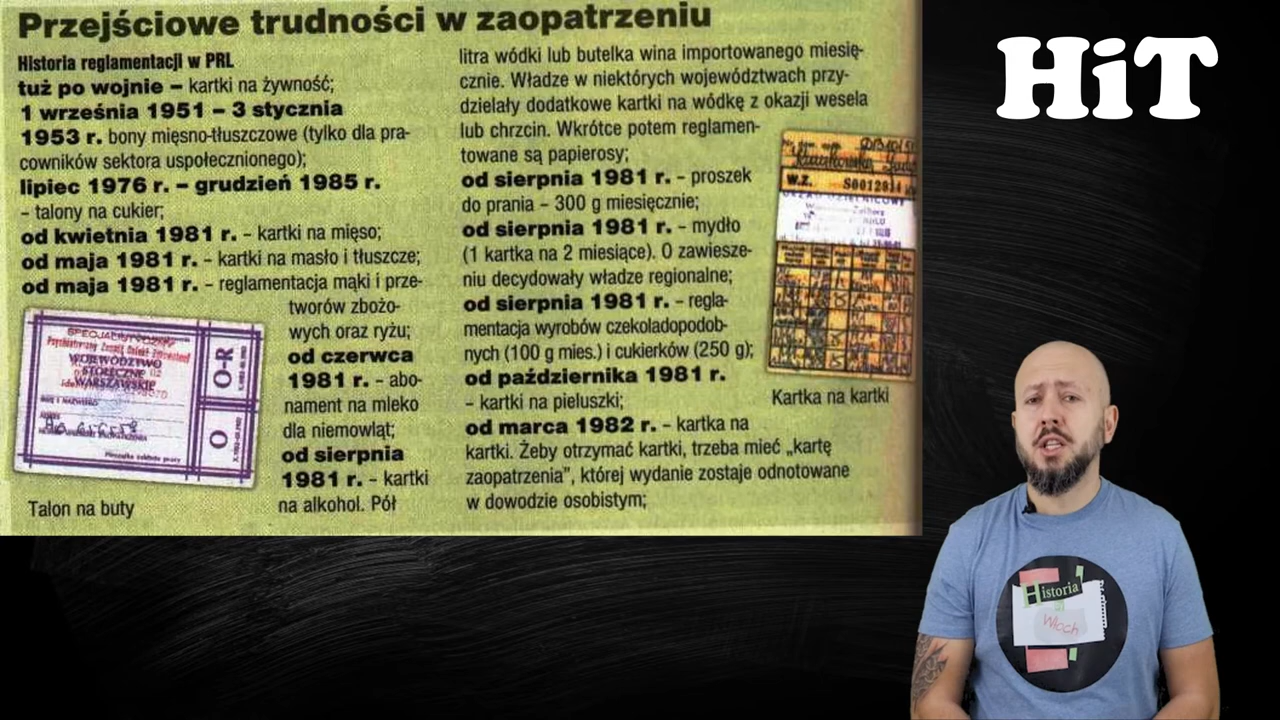 Przejściowe trudności w zaopatrzeniu
Historia reglamentacji w PRL
tuż po wojnie – kartki na żywność;
1 września 1951 – 3 stycznia
1953 r. bony mięsno-tłuszczowe (tylko dla pra-
cowników sektora uspołecznionego);
lipiec 1976 r. – grudzień 1985 r.
– talony na cukier;
od kwietnia 1981 r. – kartki na mięso;
od maja 1981 r. – kartki na masło i tłuszcze;
od maja 1981 r. – reglamentacja mąki i prze-
tworów zbożo-
wych oraz ryżu;
od czerwca
1981 r. – abo-
nament na mleko
dla niemowląt;
od sierpnia
1981 r. – kartki
na alkohol. Pół
WOJEWÓDZTWO
STOŁECZNE
WARSZAWSKIE
O-R
O
Talon na buty
litra wódki lub butelka wina importowanego miesię-
cznie. Władze w niektórych województwach przy-
dzielały dodatkowe kartki na wódkę z okazji wesela
lub chrzcin. Wkrótce potem reglamen-
towane są papierosy;
od sierpnia 1981 r. – proszek
do prania – 300 g miesięcznie;
od sierpnia 1981 r. – mydło
(1 kartka na 2 miesiące). O zawiesze-
niu decydowały władze regionalne;
od sierpnia 1981 r. – regla-
mentacja wyrobów czekoladopodob-
nych (100 g mies.) i cukierków (250 g);
od października 1981 r.
– kartki na pieluszki;
od marca 1982 r. – kartka na
kartki. Żeby otrzymać kartki, trzeba mieć „kartę
zaopatrzenia”, której wydanie zostaje odnotowane
w dowodzie osobistym;
W.Z.
Kartka na kartki
HiT
Historia
Włoch